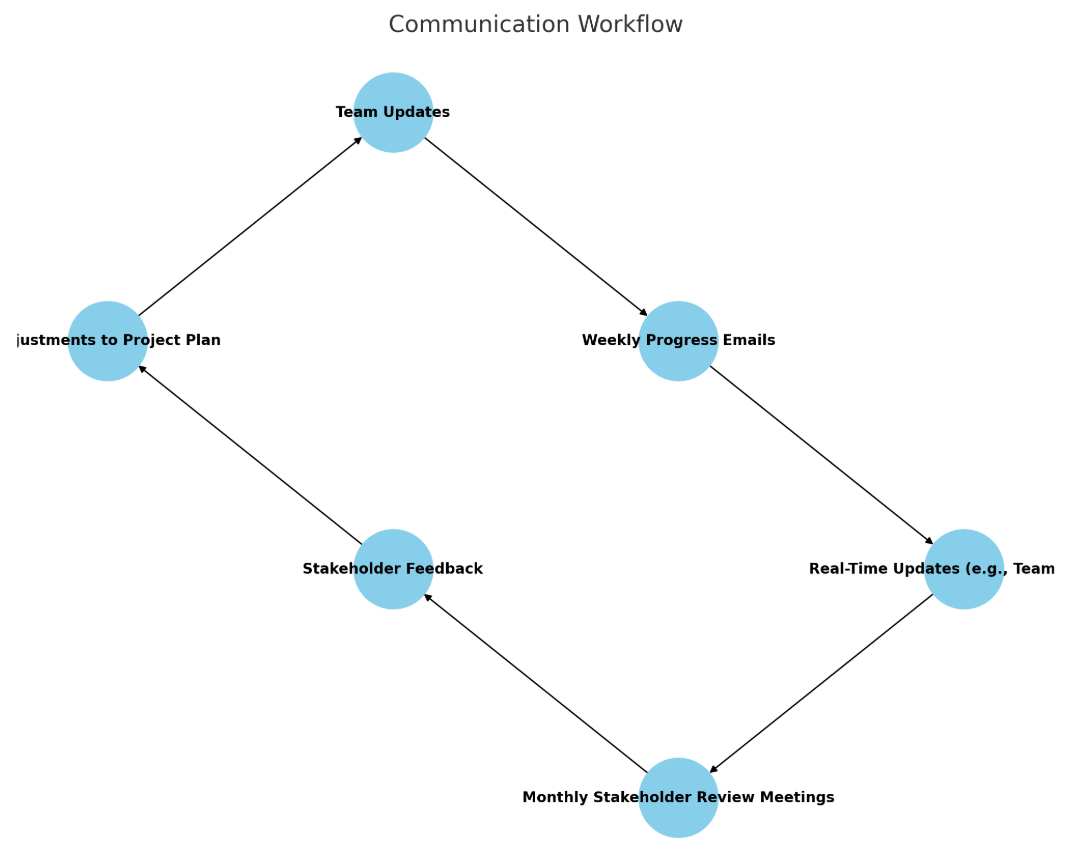 Communication Workflow
Team Updates
justments to Project Plan
Weekly Progress Emails
Stakeholder Feedback
Real-Time Updates (e.g., Team
Monthly Stakeholder Review Meetings